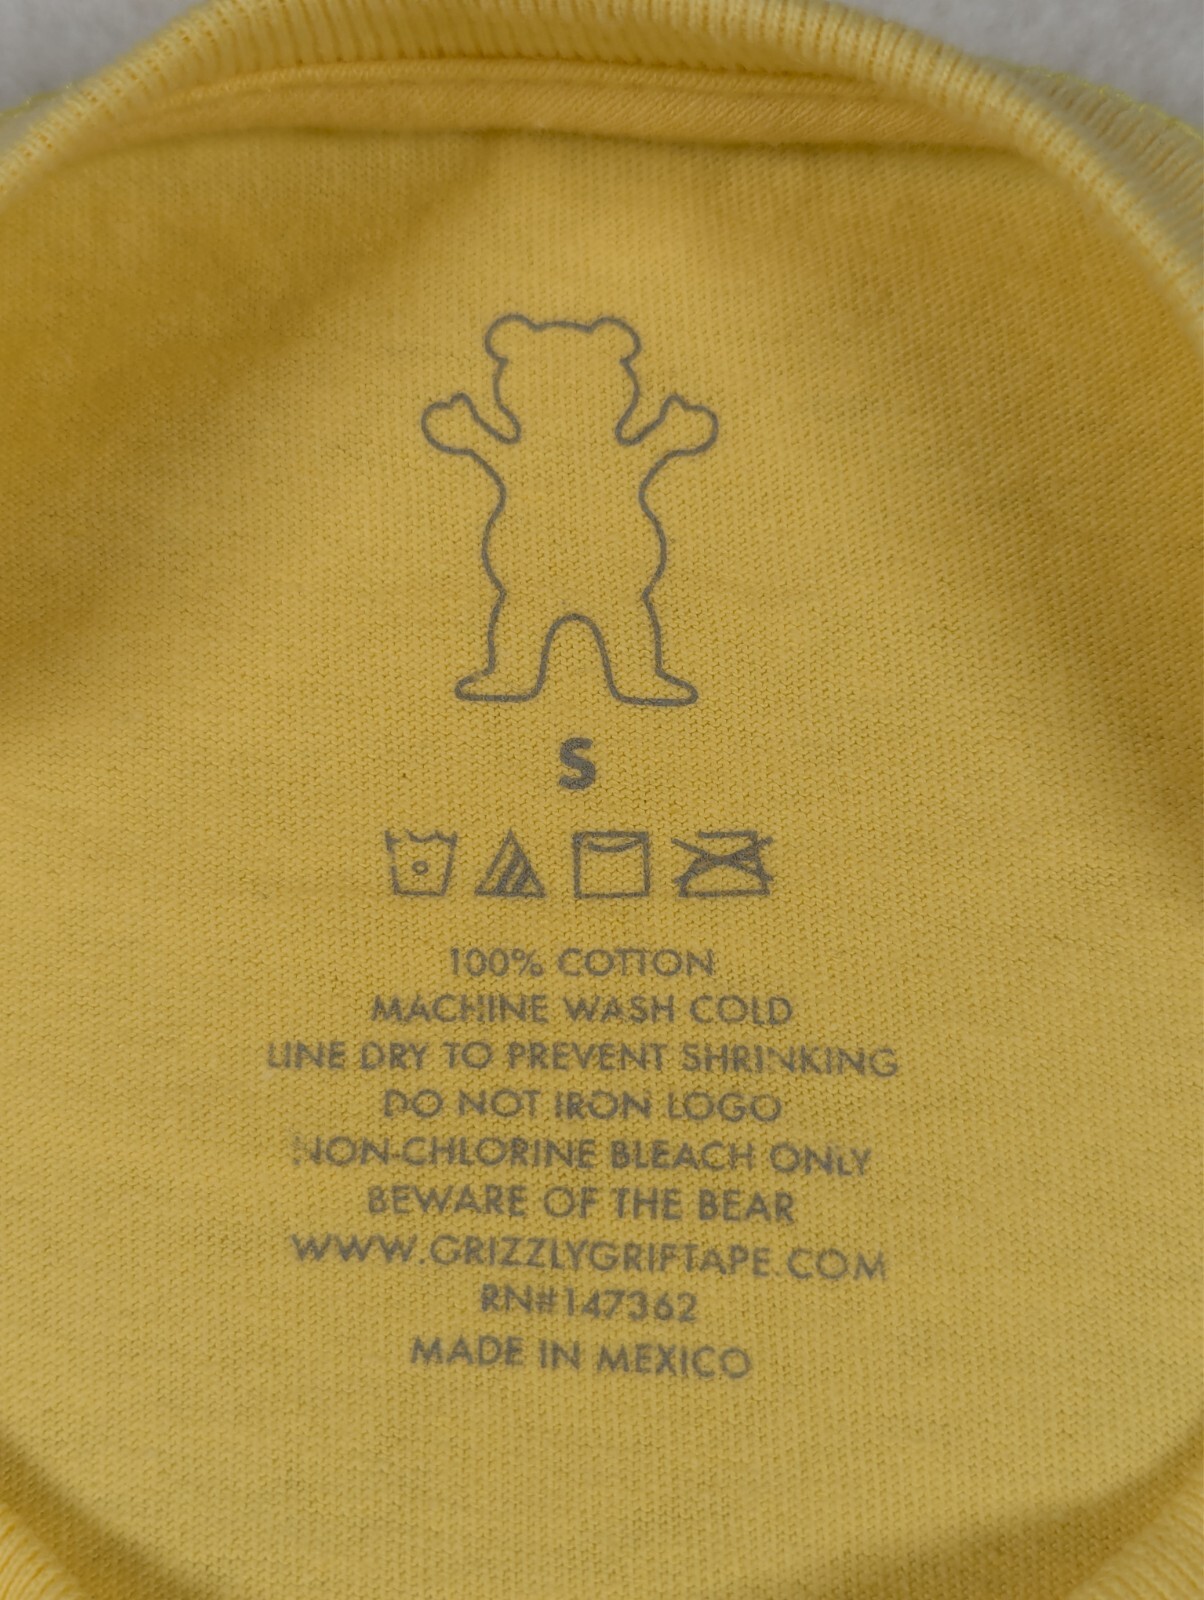 S
100% COTTON
MACHINE WASH COLD
LINE DRY TO PREVENT SHRINKING
DO NOT IRON LOGO
NON-CHLORINE BLEACH ONLY
BEWARE OF THE BEAR
WWW.GRIZZLYGRIPTAPE.COM
RN#147362
MADE IN MEXICO